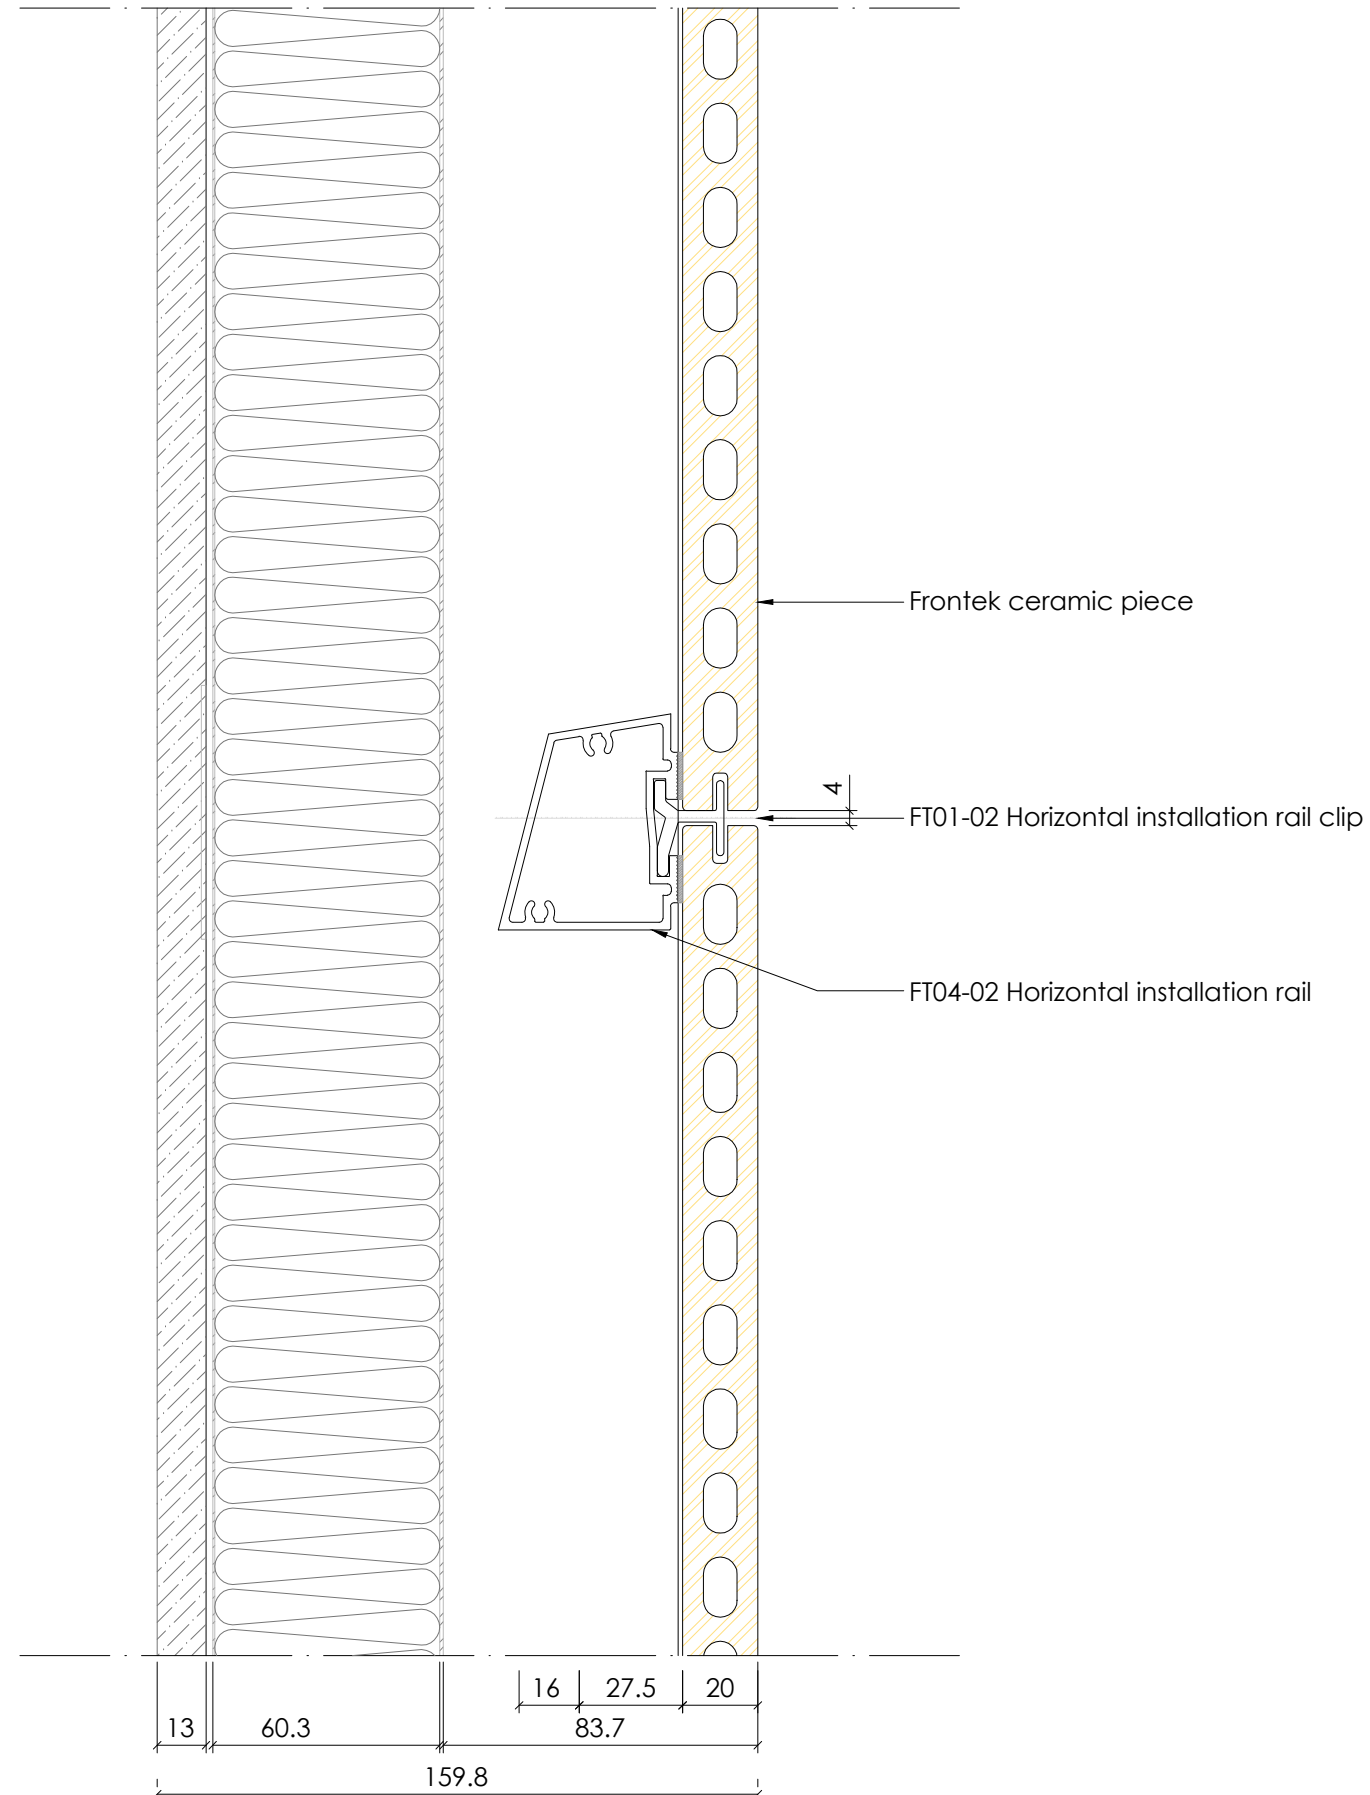 Frontek ceramic piece
4
FT01-02 Horizontal installation rail clip
FT04-02 Horizontal installation rail
16 27.5 20
13 60.3 83.7
159.8